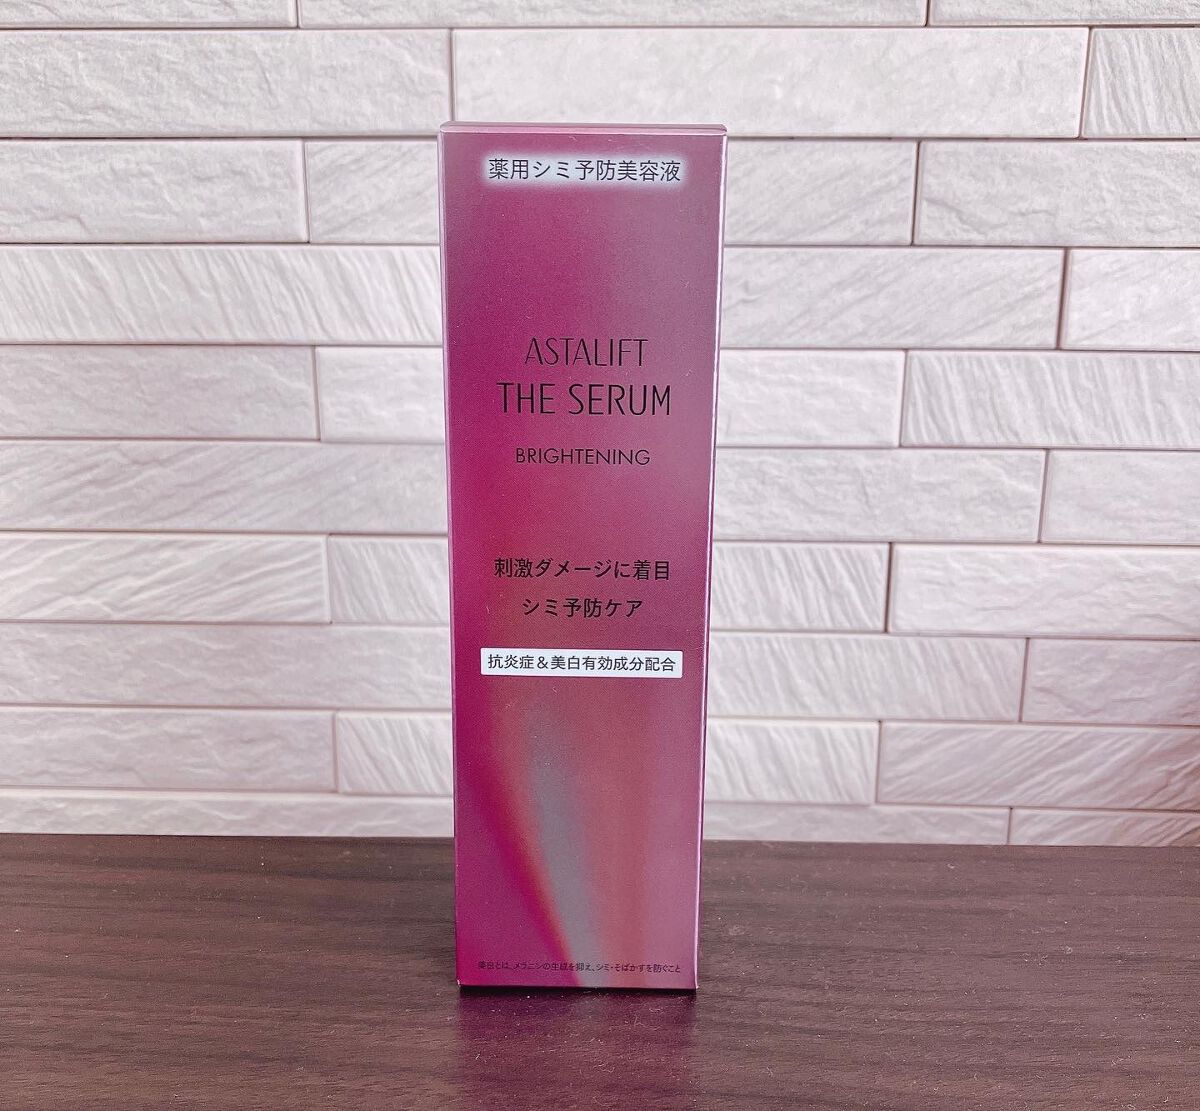 薬用シミ予防美容液
ASTALIFT
THE SERUM
BRIGHTENING
刺激ダメージに着目
シミ予防ケア
抗炎症＆美白有効成分配合
美白とは、メラニンの生成を抑え、シミ・そばかすを防ぐこと